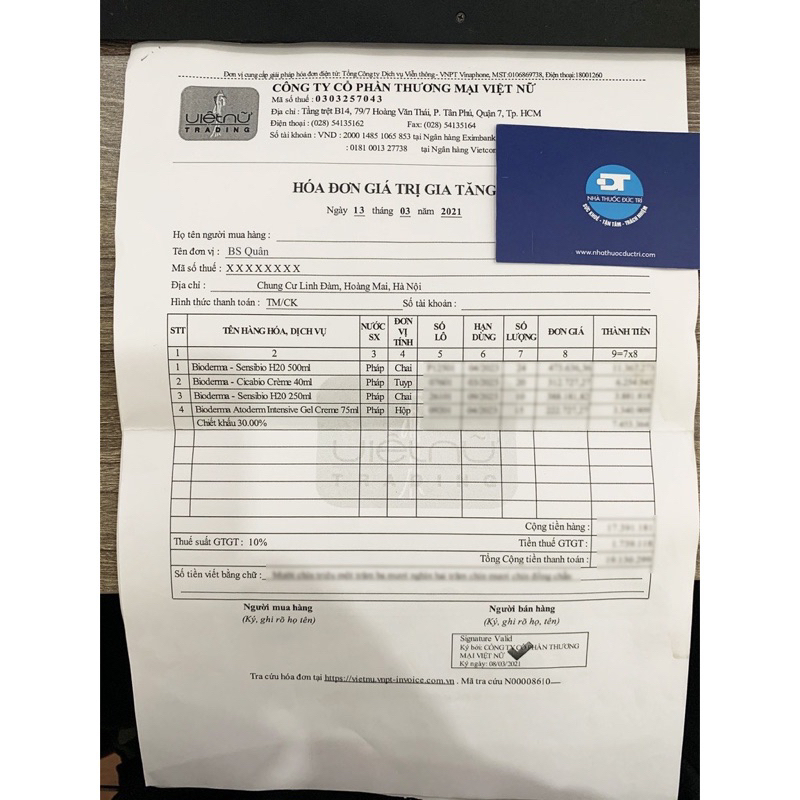 Đơn vị cung cấp giải pháp hóa đơn điện tử: Tổng Công ty Dịch vụ Viễn thông - VNPT Vinaphone, MST:0106869738, Điện thoại:18001260
VIỆTNỮ
TRADING
CÔNG TY CỔ PHẦN THƯƠNG MẠI VIỆT NỮ
Mã số thuế : 0303257043
Địa chỉ : Tầng trệt B14, 79/7 Hoàng Văn Thái, P. Tân Phú, Quận 7, Tp. HCM
Điện thoại : (028) 54135162 Fax: (028) 54135164
Số tài khoản : VND : 2000 1485 1065 853 tại Ngân hàng Eximbank
: 0181 0013 27738 tại Ngân hàng Vietcom
ĐT
NHÀ THUỐC ĐỨC TRÍ
SỨC KHOẺ - TẬN TÂM - TRÁCH NHIỆM
www.nhathuocductri.com
HÓA ĐƠN GIÁ TRỊ GIA TĂNG
Ngày 13 tháng 03 năm 2021
Họ tên người mua hàng :
Tên đơn vị : BS Quân
Mã số thuế : XXXXXXXX
Địa chỉ : Chung Cư Linh Đàm, Hoàng Mai, Hà Nội
Hình thức thanh toán : TM/CK Số tài khoản :
STT TÊN HÀNG HÓA, DỊCH VỤ NƯỚC SX ĐƠN VỊ TÍNH SỐ LÔ HẠN DÙNG SỐ LƯỢNG ĐƠN GIÁ THÀNH TIỀN
1 2 3 4 5 6 7 8 9=7x8
1 Bioderma - Sensibio H20 500ml Pháp Chai
2 Bioderma - Cicabio Crème 40ml Pháp Tuyp
3 Bioderma - Sensibio H20 250ml Pháp Chai
4 Bioderma Atoderm Intensive Gel Creme 75ml Pháp Hộp
Chiết khấu 30.00%
VIỆTNỮ
TRADING
Cộng tiền hàng :
Thuế suất GTGT : 10% Tiền thuế GTGT :
Tổng Cộng tiền thanh toán :
Số tiền viết bằng chữ :
Người mua hàng Người bán hàng
(Ký, ghi rõ họ tên) (Ký, ghi rõ họ tên)
Signature Valid
Ký bởi: CÔNG TY CỔ PHẦN THƯƠNG
MẠI VIỆT NỮ
Ký ngày: 08/03/2021
Tra cứu hóa đơn tại https://vietnu.vnpt-invoice.com.vn . Mã tra cứu N00008610